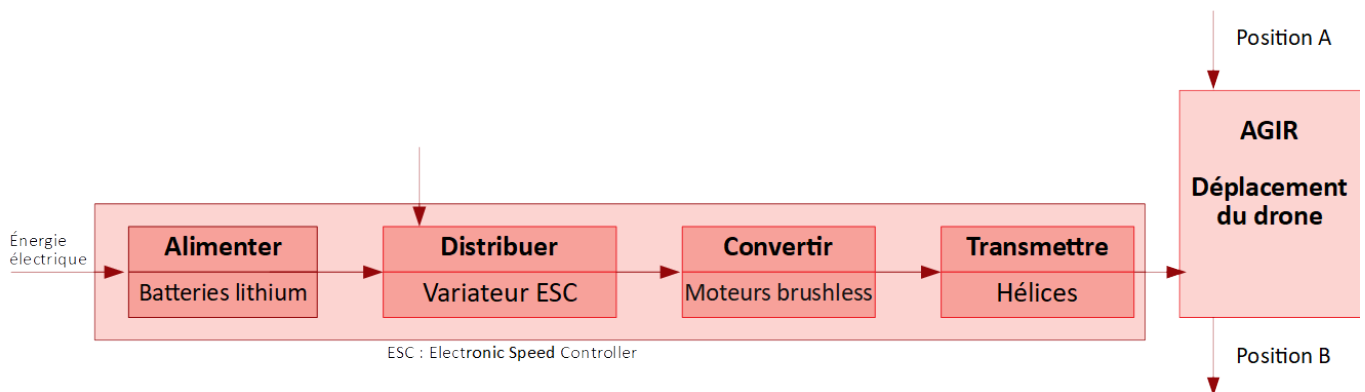 Position A
AGIR
Déplacement
du drone
Énergie
électrique
Alimenter
Batteries lithium
Distribuer
Variateur ESC
Convertir
Moteurs brushless
Transmettre
Hélices
ESC : Electronic Speed Controller
Position B